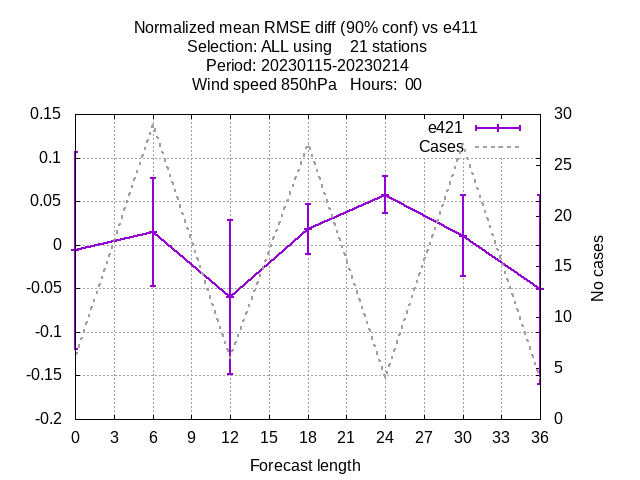 Normalized mean RMSE diff (90% conf) vs e411
Selection: ALL using    21 stations
Period: 20230115-20230214
Wind speed 850hPa   Hours:  00
0.15
0.1
0.05
0
-0.05
-0.1
-0.15
-0.2
30
25
20
15
10
5
0
e421
Cases
No cases
0 3 6 9 12 15 18 21 24 27 30 33 36
Forecast length